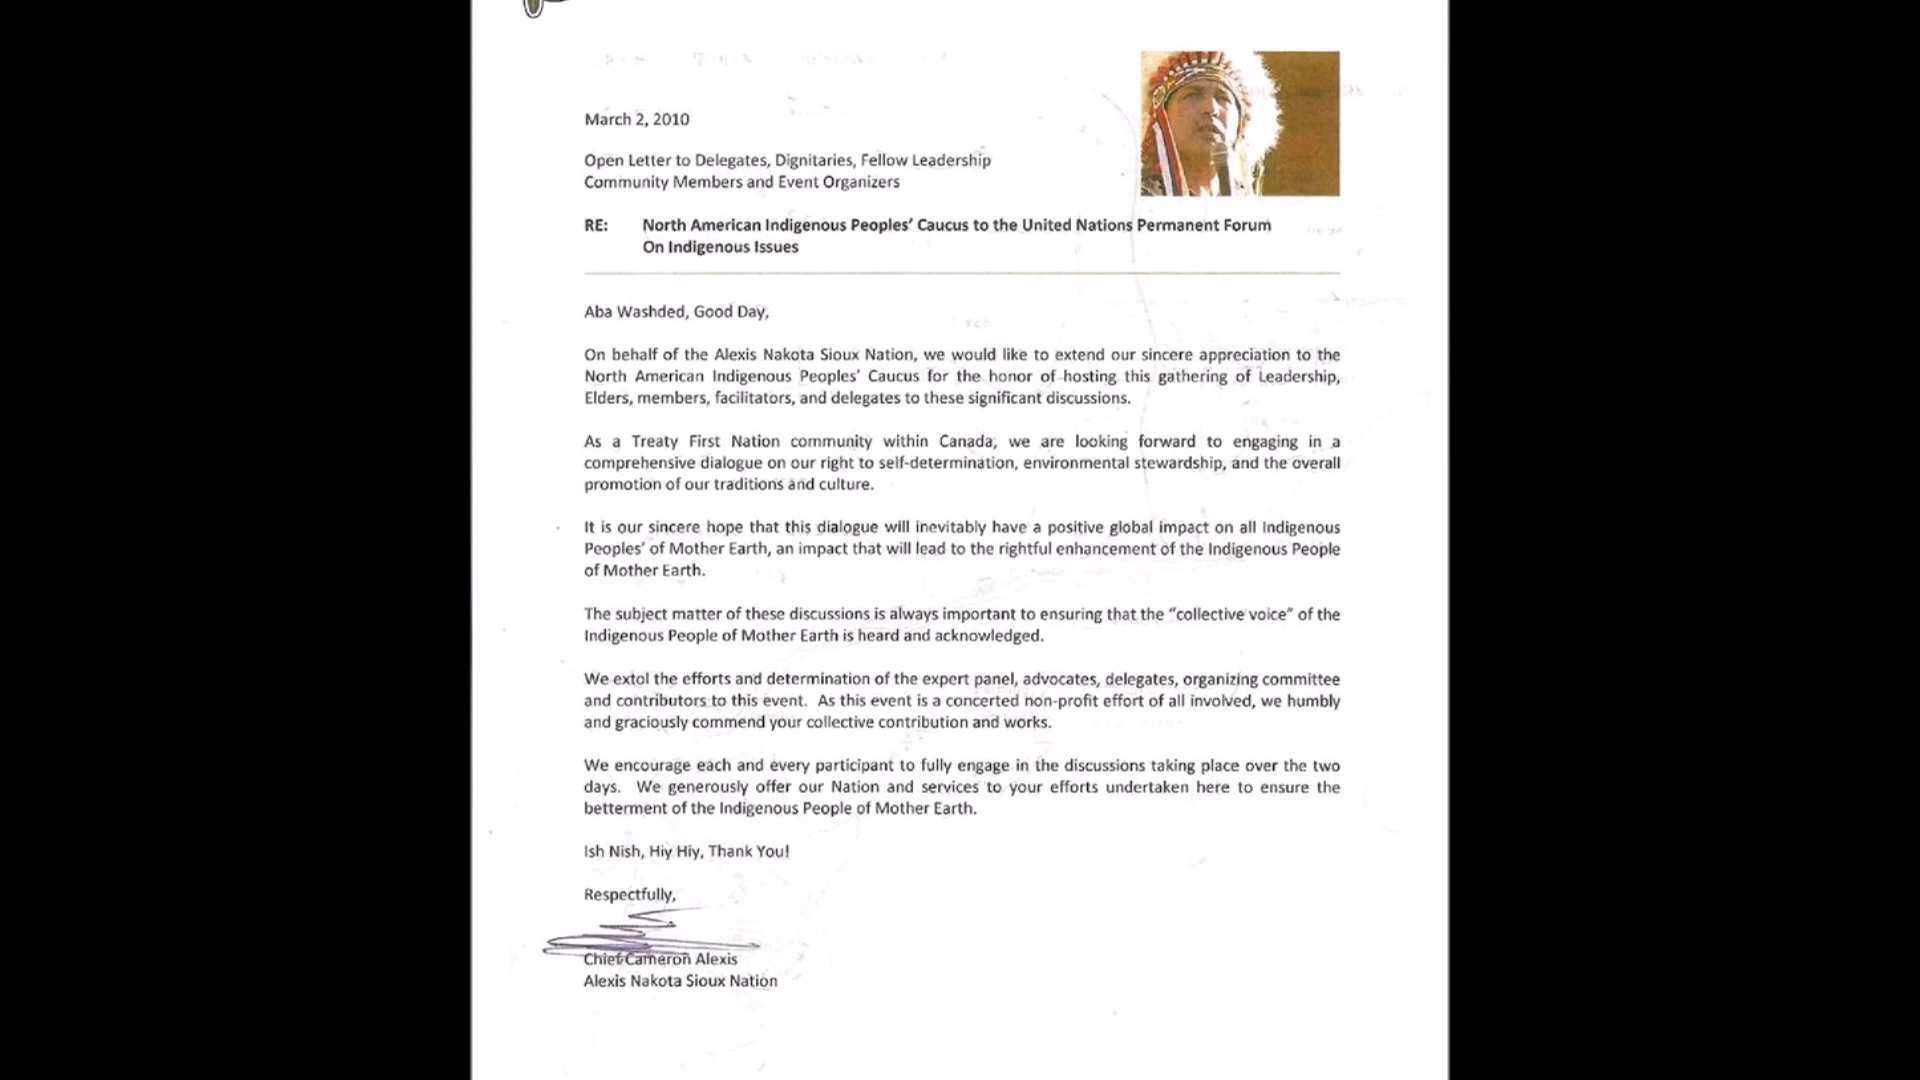 March 2, 2010
Open Letter to Delegates, Dignitaries, Fellow Leadership
Community Members and Event Organizers
RE: North American Indigenous Peoples' Caucus to the United Nations Permanent Forum
On Indigenous Issues
Aba Washded, Good Day,
On behalf of the Alexis Nakota Sioux Nation, we would like to extend our sincere appreciation to the
North American Indigenous Peoples' Caucus for the honor of hosting this gathering of Leadership,
Elders, members, facilitators, and delegates to these significant discussions.
As a Treaty First Nation community within Canada, we are looking forward to engaging in a
comprehensive dialogue on our right to self-determination, environmental stewardship, and the overall
promotion of our traditions and culture.
It is our sincere hope that this dialogue will inevitably have a positive global impact on all Indigenous
Peoples' of Mother Earth, an impact that will lead to the rightful enhancement of the Indigenous People
of Mother Earth.
The subject matter of these discussions is always important to ensuring that the "collective voice" of the
Indigenous People of Mother Earth is heard and acknowledged.
We extol the efforts and determination of the expert panel, advocates, delegates, organizing committee
and contributors to this event. As this event is a concerted non-profit effort of all involved, we humbly
and graciously commend your collective contribution and works.
We encourage each and every participant to fully engage in the discussions taking place over the two
days. We generously offer our Nation and services to your efforts undertaken here to ensure the
betterment of the Indigenous People of Mother Earth.
Ish Nish, Hiy Hiy, Thank You!
Respectfully,
Chief Cameron Alexis
Alexis Nakota Sioux Nation